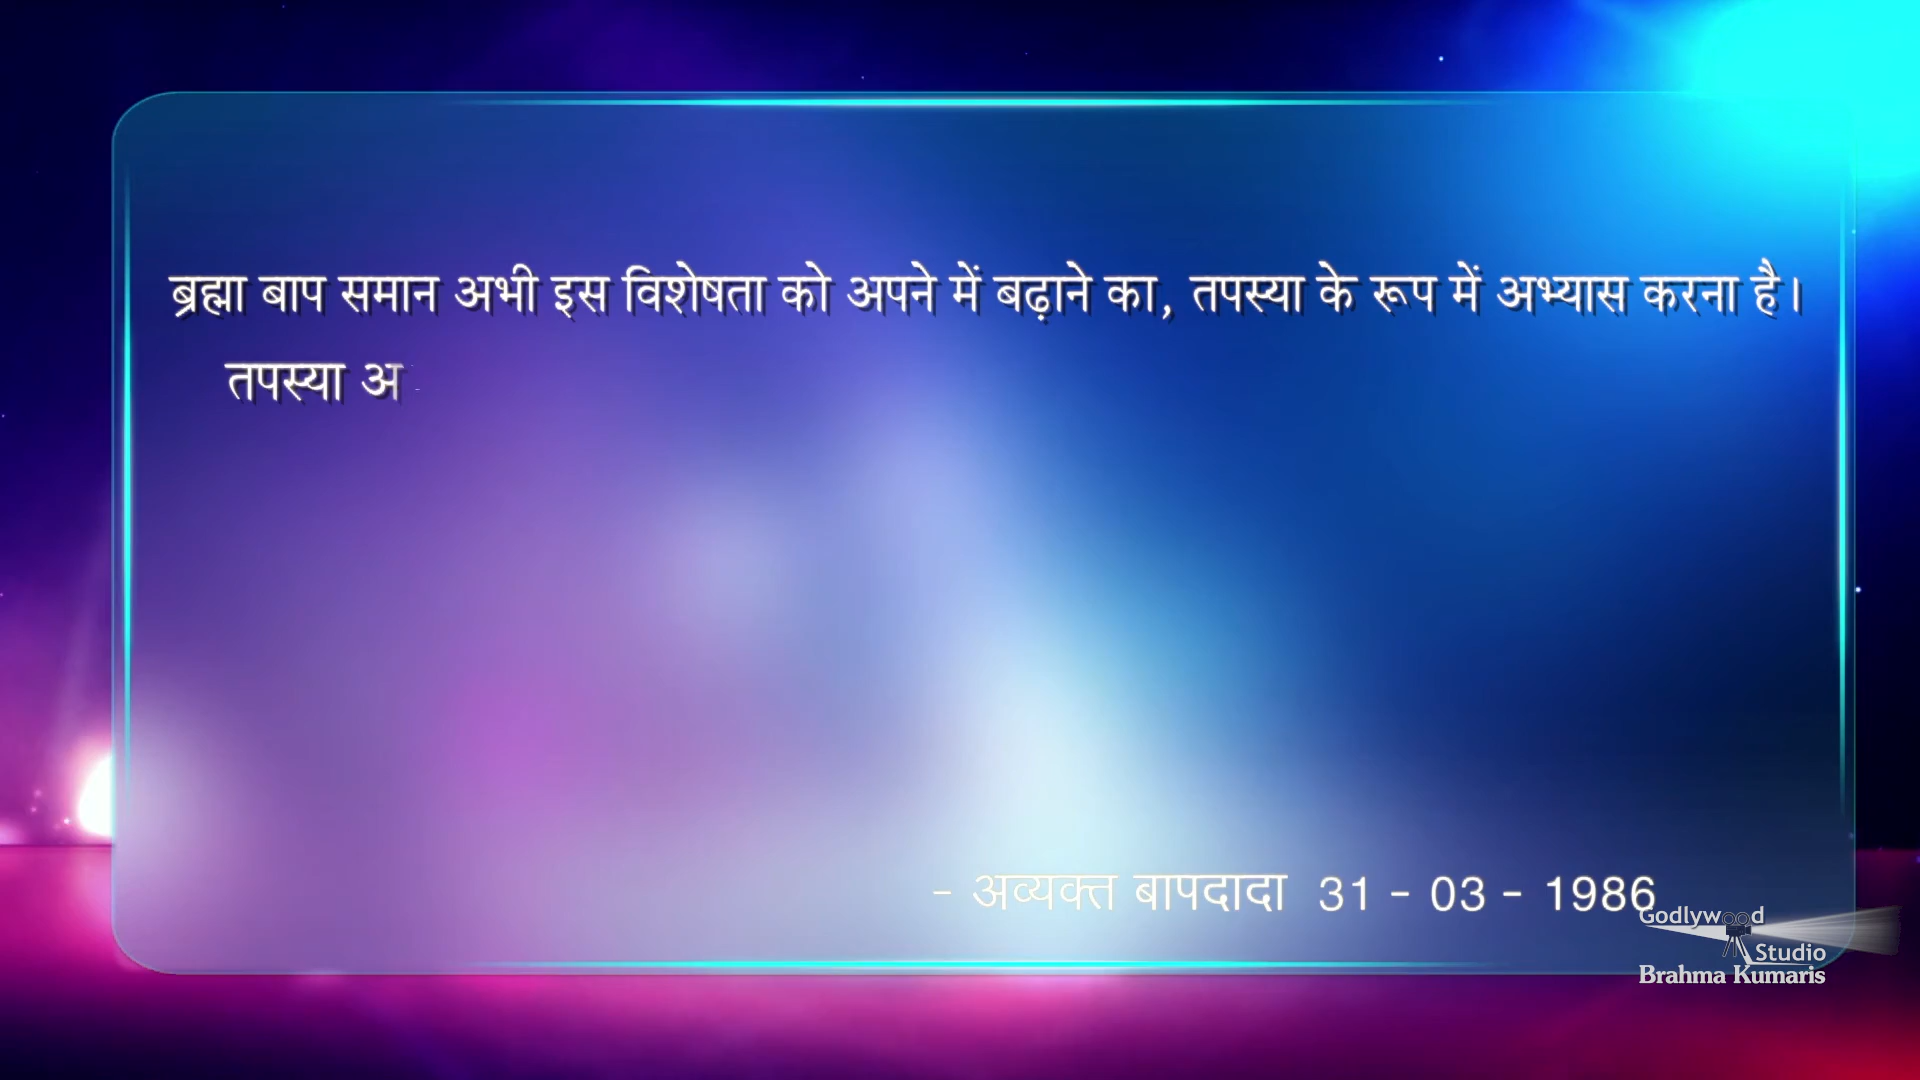 ब्रह्मा बाप समान अभी इस विशेषता को अपने में बढ़ाने का, तपस्या के रूप में अभ्यास करना है।
तपस्या अ
- अव्यक्त बापदादा 31 - 03 - 1986
Godlywood
Studio
Brahma Kumaris